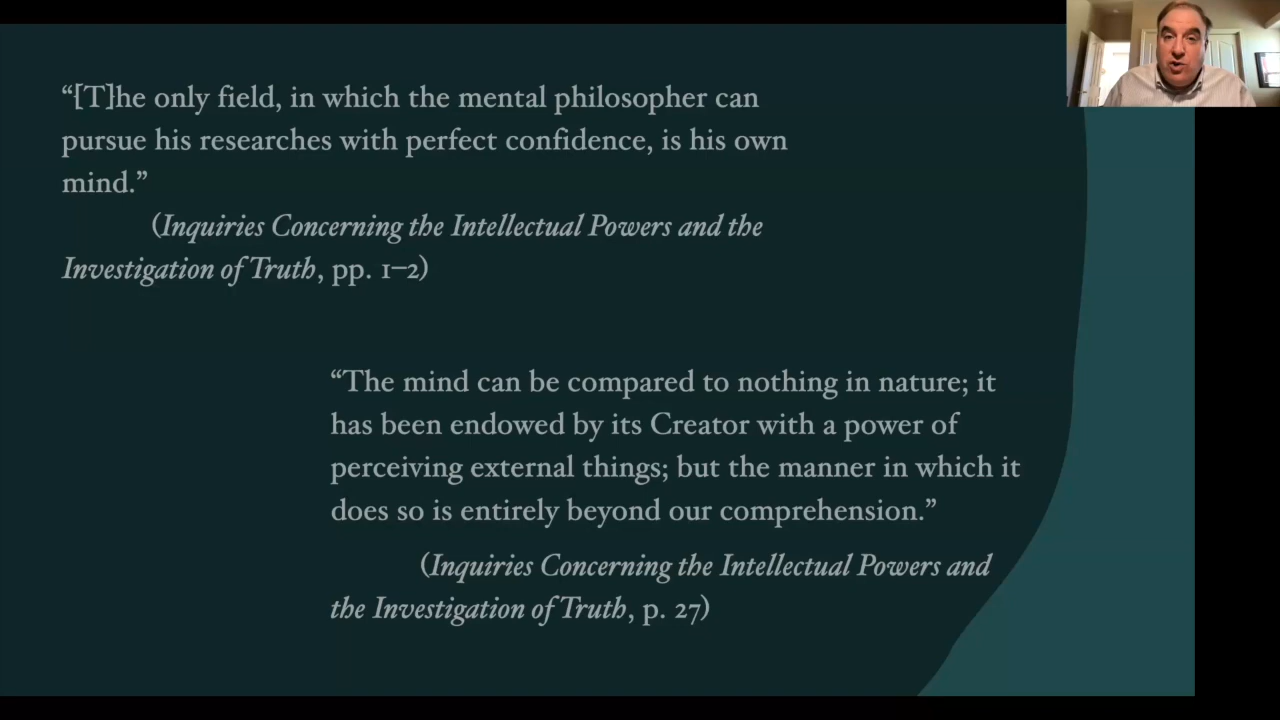 “[T]he only field, in which the mental philosopher can
pursue his researches with perfect confidence, is his own
mind.”
(Inquiries Concerning the Intellectual Powers and the
Investigation of Truth, pp. 1–2)
“The mind can be compared to nothing in nature; it
has been endowed by its Creator with a power of
perceiving external things; but the manner in which it
does so is entirely beyond our comprehension.”
(Inquiries Concerning the Intellectual Powers and
the Investigation of Truth, p. 27)